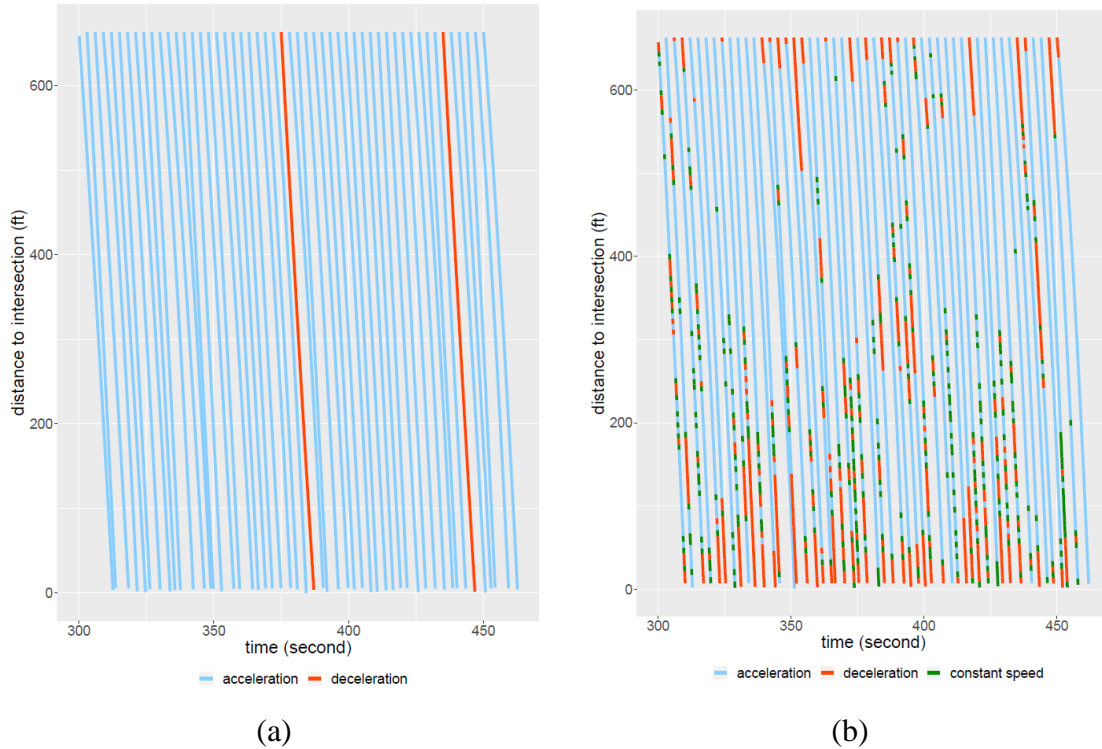 600
400
200
0
distance to intersection (ft)
300 350 400 450
time (second)
acceleration deceleration
(a)
600
400
200
0
distance to intersection (ft)
300 350 400 450
time (second)
acceleration deceleration constant speed
(b)